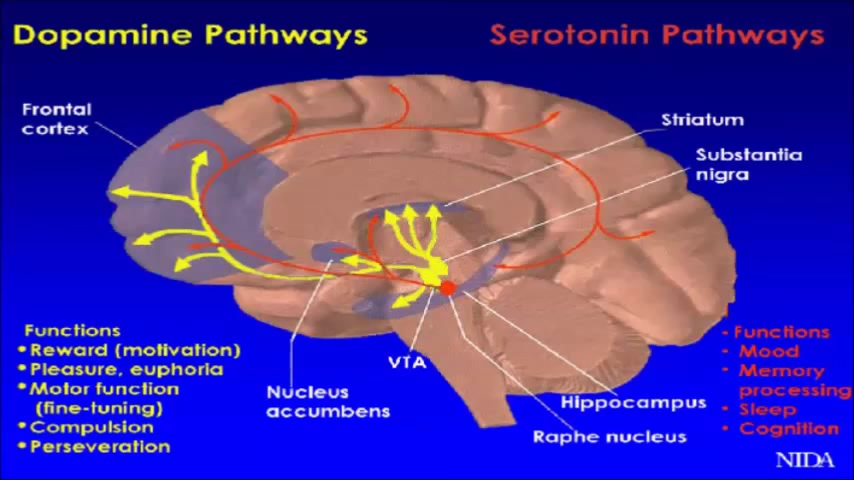 Dopamine Pathways
Serotonin Pathways
Frontal
cortex
Striatum
Substantia
nigra
Functions
•Reward (motivation)
•Pleasure, euphoria
•Motor function
(fine-tuning)
•Compulsion
•Perseveration
Nucleus
accumbens
VTA
Hippocampus
Raphe nucleus
• Functions
• Mood
• Memory
processing
• Sleep
• Cognition
NIDA